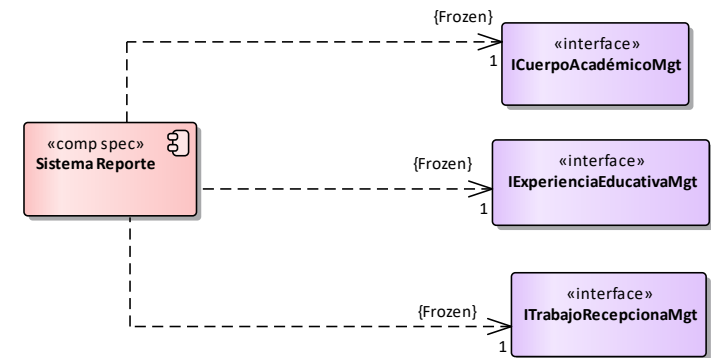 {Frozen}
1
«interface»
ICuerpoAcadémicoMgt
«comp spec»
Sistema Reporte
{Frozen}
1
«interface»
IExperienciaEducativaMgt
{Frozen}
1
«interface»
ITrabajoRecepcionaMgt